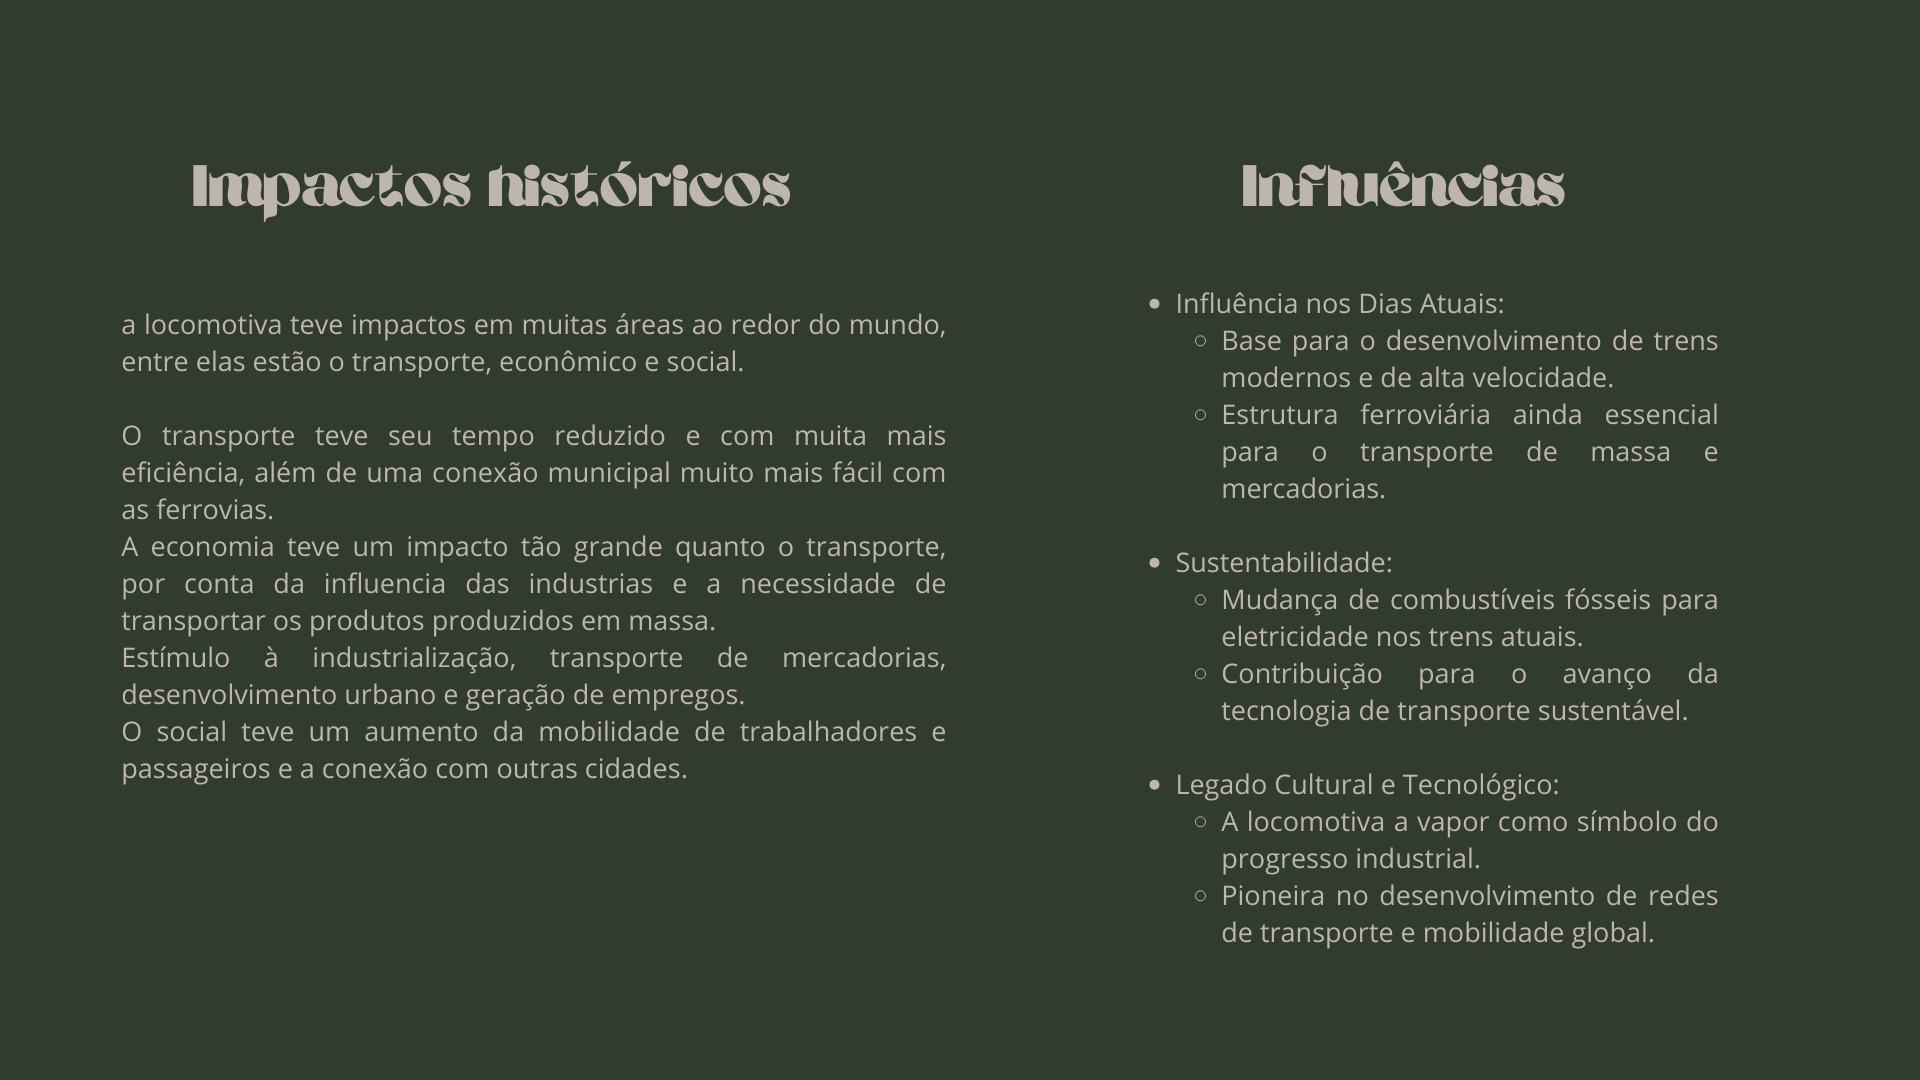 Impactos históricos
a locomotiva teve impactos em muitas áreas ao redor do mundo,
entre elas estão o transporte, econômico e social.
O transporte teve seu tempo reduzido e com muita mais
eficiência, além de uma conexão municipal muito mais fácil com
as ferrovias.
A economia teve um impacto tão grande quanto o transporte,
por conta da influencia das industrias e a necessidade de
transportar os produtos produzidos em massa.
Estímulo à industrialização, transporte de mercadorias,
desenvolvimento urbano e geração de empregos.
O social teve um aumento da mobilidade de trabalhadores e
passageiros e a conexão com outras cidades.
Influências
• Influência nos Dias Atuais:
◦ Base para o desenvolvimento de trens
modernos e de alta velocidade.
◦ Estrutura ferroviária ainda essencial
para o transporte de massa e
mercadorias.
• Sustentabilidade:
◦ Mudança de combustíveis fósseis para
eletricidade nos trens atuais.
◦ Contribuição para o avanço da
tecnologia de transporte sustentável.
• Legado Cultural e Tecnológico:
◦ A locomotiva a vapor como símbolo do
progresso industrial.
◦ Pioneira no desenvolvimento de redes
de transporte e mobilidade global.